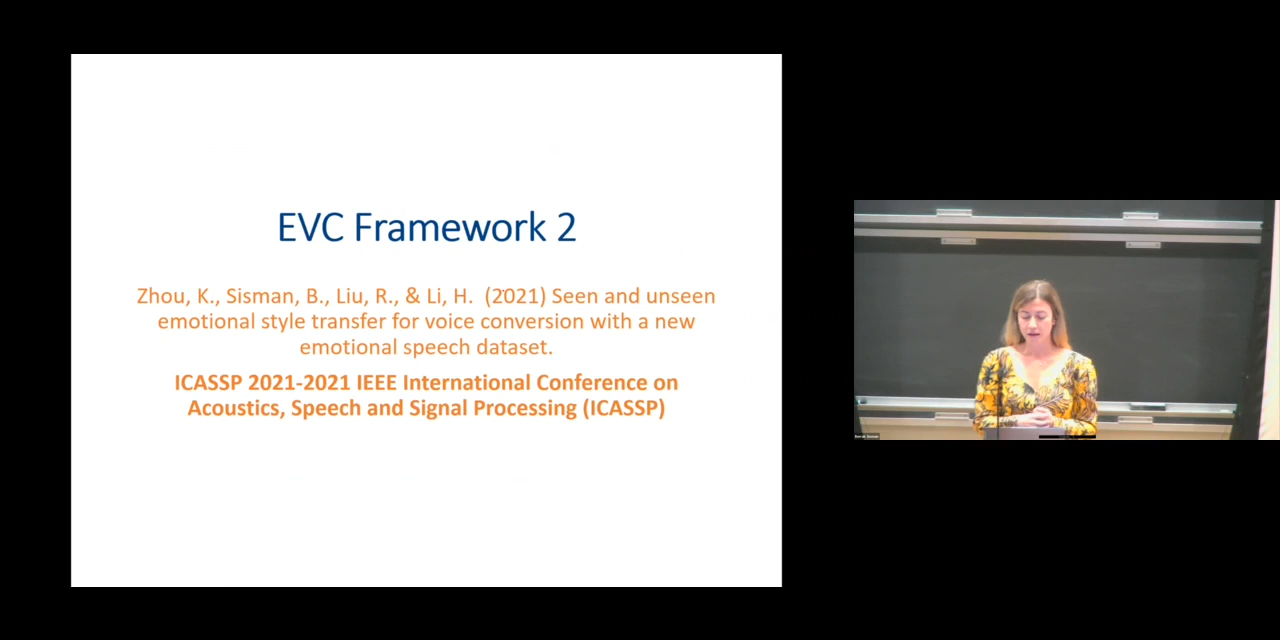 EVC Framework 2
Zhou, K., Sisman, B., Liu, R., & Li, H.  (2021) Seen and unseen
emotional style transfer for voice conversion with a new
emotional speech dataset.
ICASSP 2021-2021 IEEE International Conference on
Acoustics, Speech and Signal Processing (ICASSP)